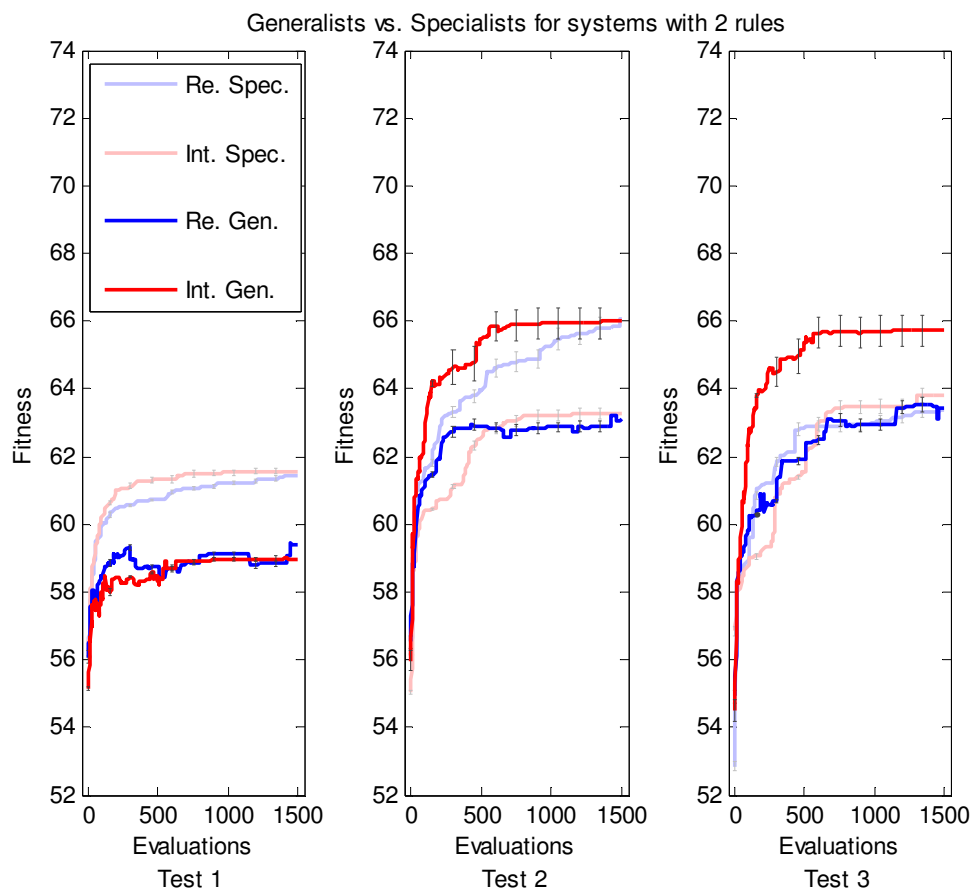 Generalists vs. Specialists for systems with 2 rules
74
72
70
68
66
64
62
60
58
56
54
52
Fitness
Re. Spec.
Int. Spec.
Re. Gen.
Int. Gen.
0 500 1000 1500
Evaluations
Test 1
74
72
70
68
66
64
62
60
58
56
54
52
Fitness
0 500 1000 1500
Evaluations
Test 2
74
72
70
68
66
64
62
60
58
56
54
52
Fitness
0 500 1000 1500
Evaluations
Test 3